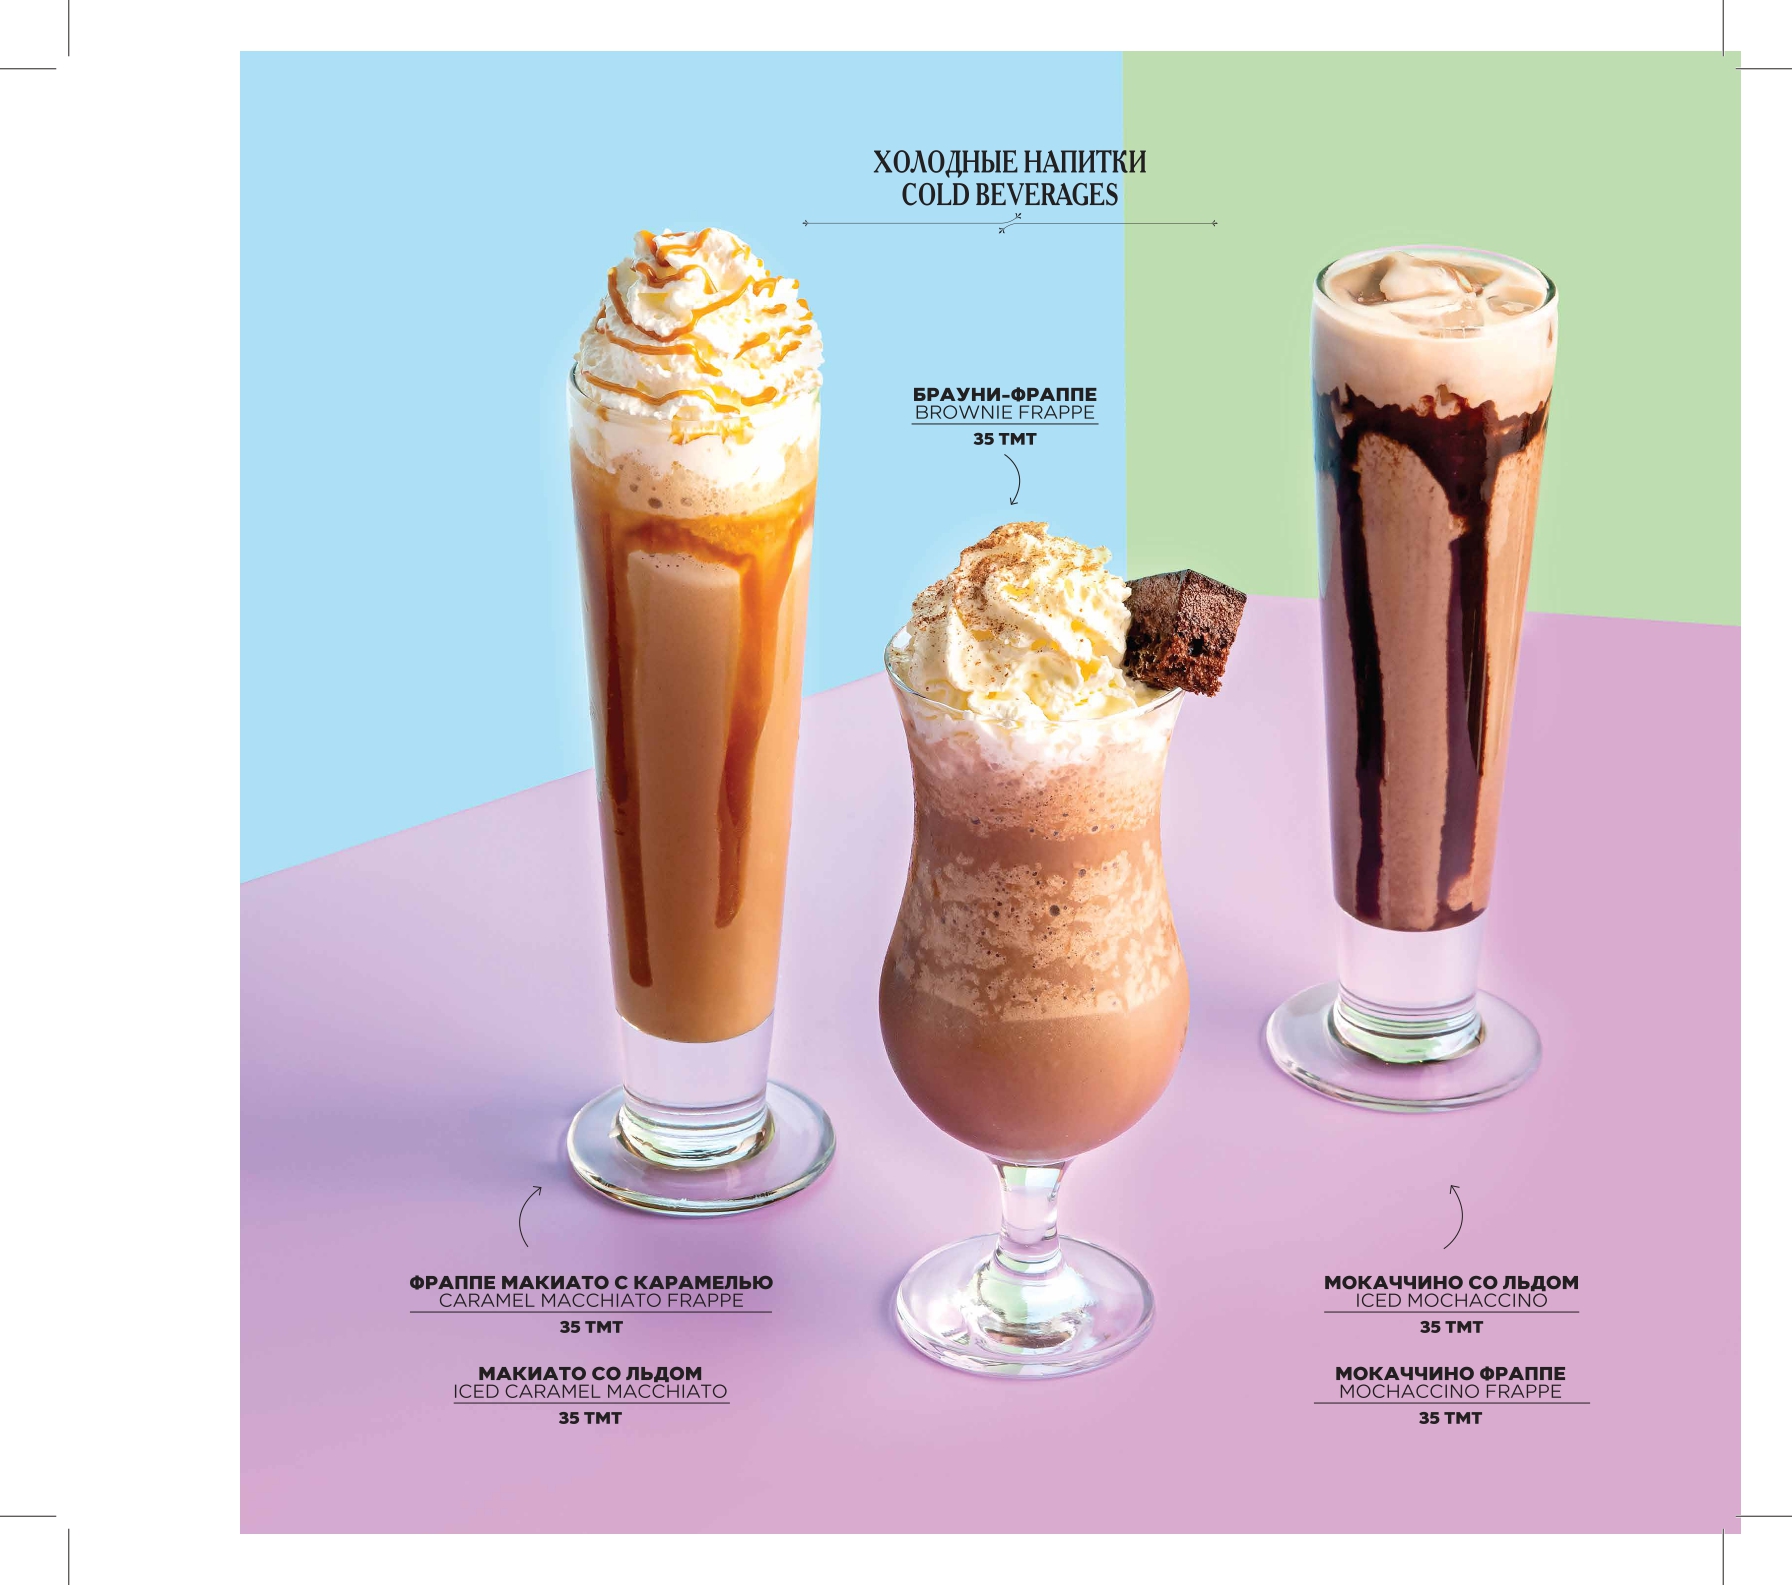 ХОЛОДНЫЕ НАПИТКИ
COLD BEVERAGES
БРАУНИ-ФРАППЕ
BROWNIE FRAPPE
35 TMT
ФРАППЕ МАКИАТО С КАРАМЕЛЬЮ
CARAMEL MACCHIATO FRAPPE
35 TMT
МАКИАТО СО ЛЬДОМ
ICED CARAMEL MACCHIATO
35 TMT
МОКАЧЧИНО СО ЛЬДОМ
ICED MOCHACCINO
35 TMT
МОКАЧЧИНО ФРАППЕ
MOCHACCINO FRAPPE
35 TMT